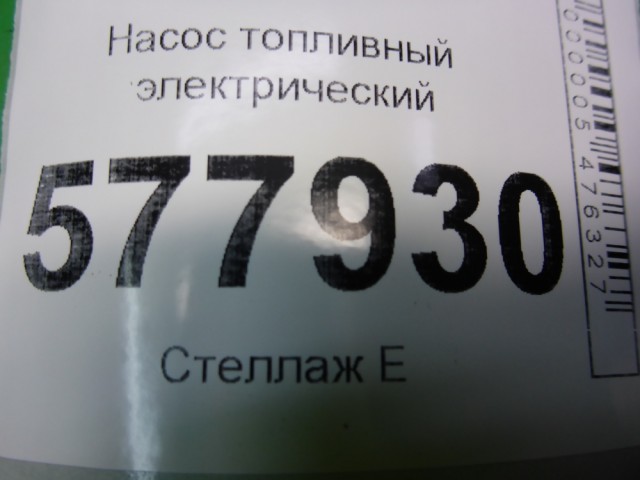 Насос топливный
электрический
577930
Стеллаж Е
000005476327